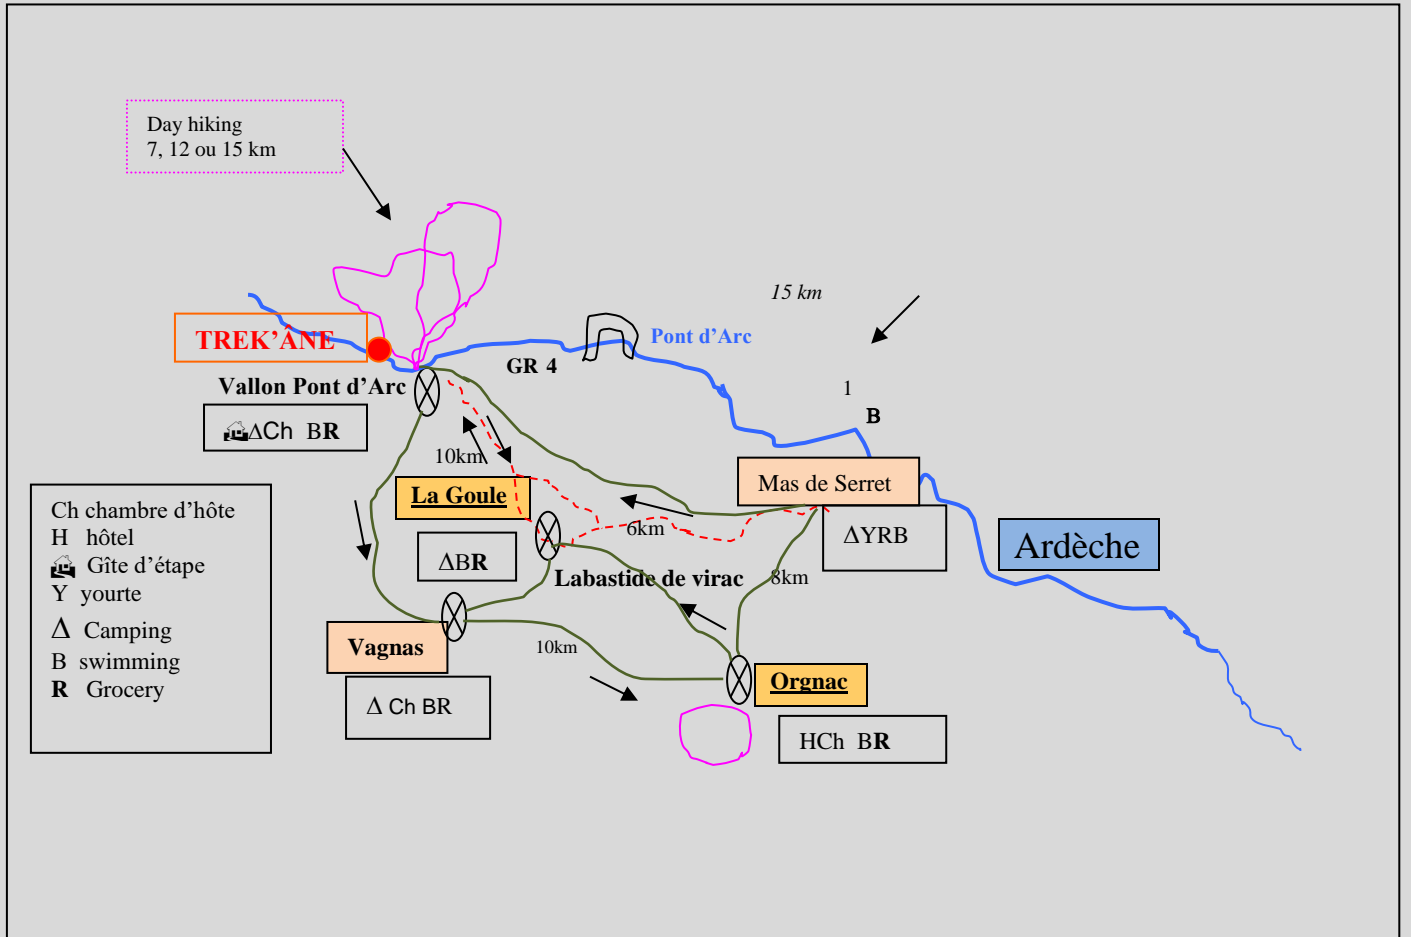 Day hiking
7, 12 ou 15 km
15 km
TREK’ÂNE
Pont d’Arc
GR 4
Vallon Pont d’Arc
1
B
ΔCh BR
10km
Mas de Serret
La Goule
6km
ΔYRB
Ardèche
ΔBR
Labastide de virac
8km
Ch chambre d’hôte
H hôtel
Gîte d’étape
Y yourte
Δ Camping
B swimming
R Grocery
Vagnas
10km
Orgnac
Δ Ch BR
HCh BR